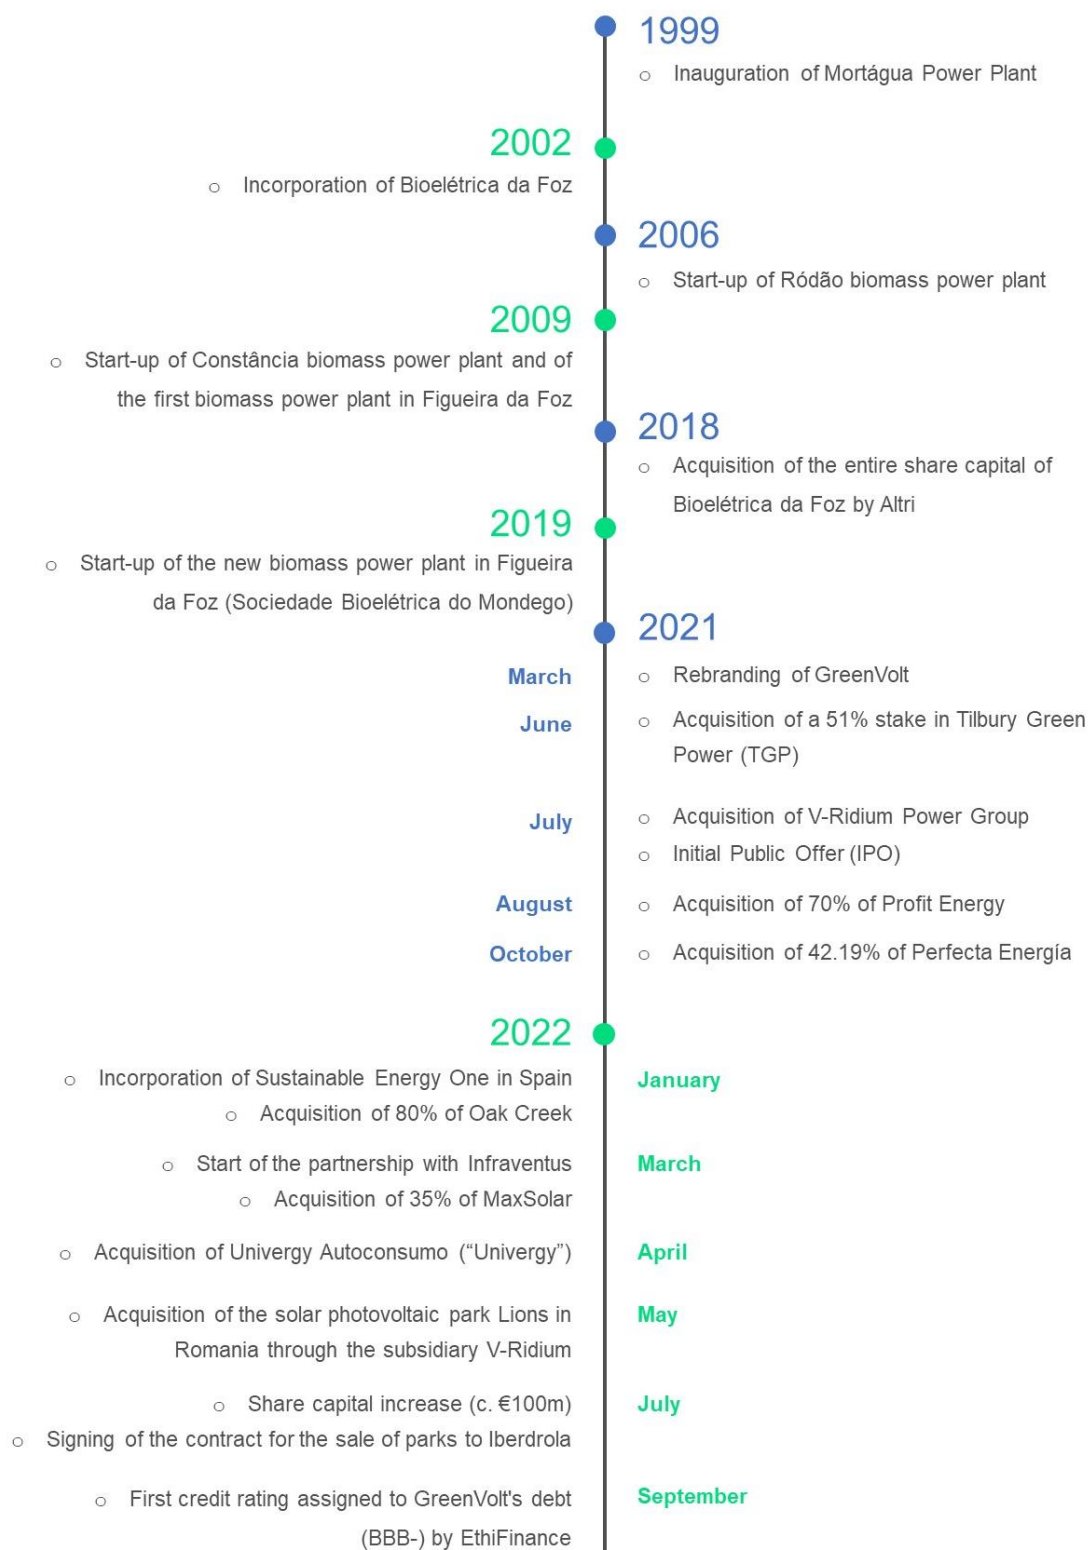 1999
○ Inauguration of Mortágua Power Plant
2002
○ Incorporation of Bioelétrica da Foz
2006
○ Start-up of Ródão biomass power plant
2009
○ Start-up of Constância biomass power plant and of
the first biomass power plant in Figueira da Foz
2018
○ Acquisition of the entire share capital of
Bioelétrica da Foz by Altri
2019
○ Start-up of the new biomass power plant in Figueira
da Foz (Sociedade Bioelétrica do Mondego)
2021
March
○ Rebranding of GreenVolt
June
○ Acquisition of a 51% stake in Tilbury Green
Power (TGP)
July
○ Acquisition of V-Ridium Power Group
○ Initial Public Offer (IPO)
August
○ Acquisition of 70% of Profit Energy
October
○ Acquisition of 42.19% of Perfecta Energía
2022
○ Incorporation of Sustainable Energy One in Spain
January
○ Acquisition of 80% of Oak Creek
○ Start of the partnership with Infraventus
March
○ Acquisition of 35% of MaxSolar
○ Acquisition of Univergy Autoconsumo (“Univergy”)
April
○ Acquisition of the solar photovoltaic park Lions in
May
Romania through the subsidiary V-Ridium
○ Share capital increase (c. €100m)
July
○ Signing of the contract for the sale of parks to Iberdrola
○ First credit rating assigned to GreenVolt's debt
September
(BBB-) by EthiFinance